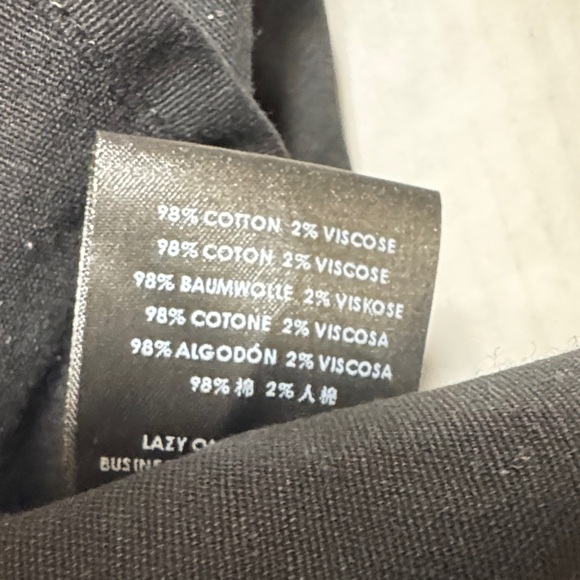 98% COTTON 2% VISCOSE
98% COTON 2% VISCOSE
98% BAUMWOLLE 2% VISKOSE
98% COTONE 2% VISCOSA
98% ALGODÓN 2% VISCOSA
98% 棉 2% 人棉
LAZY